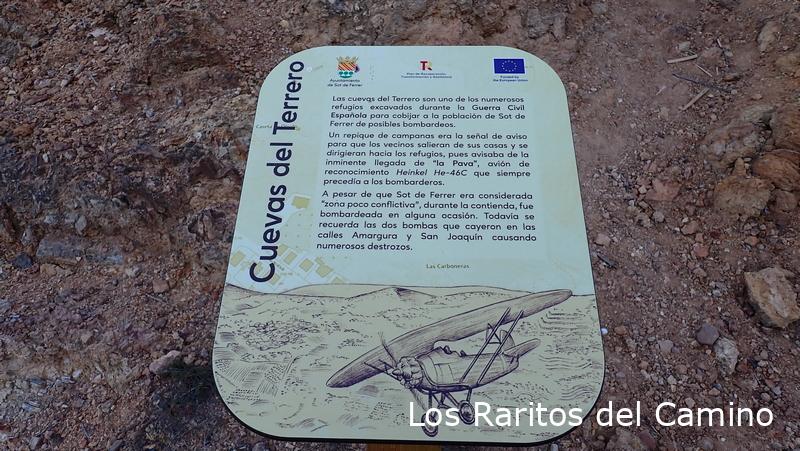 Ayuntamiento
de Sot de Ferrer
Plan de Recuperación,
Transformación y Resiliencia
Funded by
the European Union
Cuevas del Terrero
Las cuevas del Terrero son uno de los numerosos
refugios excavados durante la Guerra Civil
Española para cobijar a la población de Sot de
Ferrer de posibles bombardeos.
Un repique de campanas era la señal de aviso
para que los vecinos salieran de sus casas y se
dirigieran hacia los refugios, pues avisaba de la
inminente llegada de "la Pava", avión de
reconocimiento Heinkel He-46C que siempre
precedía a los bombarderos.
A pesar de que Sot de Ferrer era considerada
"zona poco conflictiva", durante la contienda, fue
bombardeada en alguna ocasión. Todavía se
recuerda las dos bombas que cayeron en las
calles Amargura y San Joaquín causando
numerosos destrozos.
Las Carboneras
Los Raritos del Camino